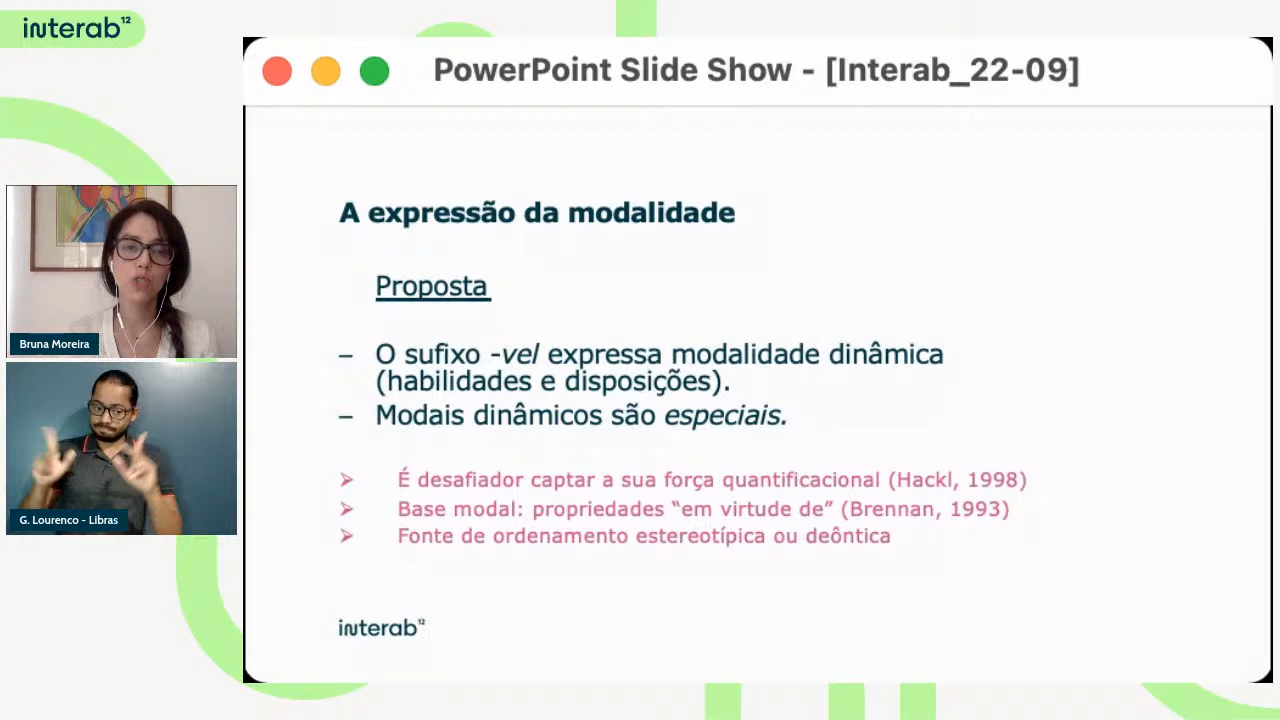 interab¹²
PowerPoint Slide Show - [Interab_22-09]
A expressão da modalidade
Proposta
– O sufixo -vel expressa modalidade dinâmica
(habilidades e disposições).
– Modais dinâmicos são especiais.
➢ É desafiador captar a sua força quantificacional (Hackl, 1998)
➢ Base modal: propriedades “em virtude de” (Brennan, 1993)
➢ Fonte de ordenamento estereotípica ou deôntica
interab¹²
Bruna Moreira
G. Lourenco - Libras